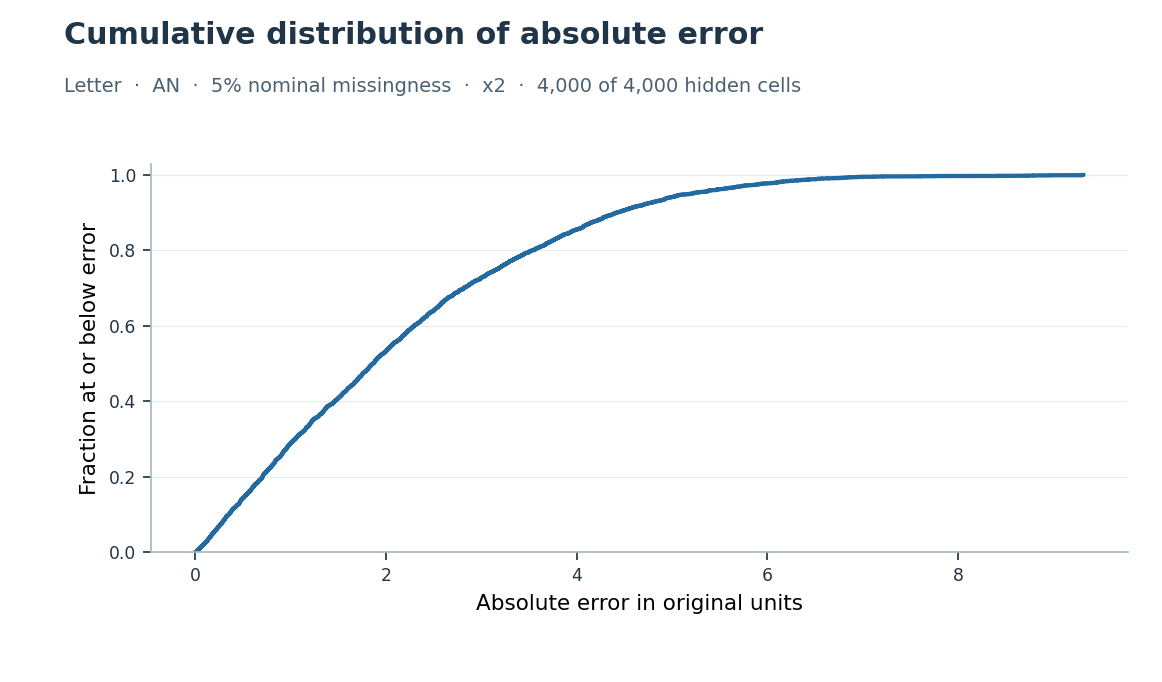 Cumulative distribution of absolute error
Letter · AN · 5% nominal missingness · x2 · 4,000 of 4,000 hidden cells
Fraction at or below error
1.0
0.8
0.6
0.4
0.2
0.0
0 2 4 6 8
Absolute error in original units